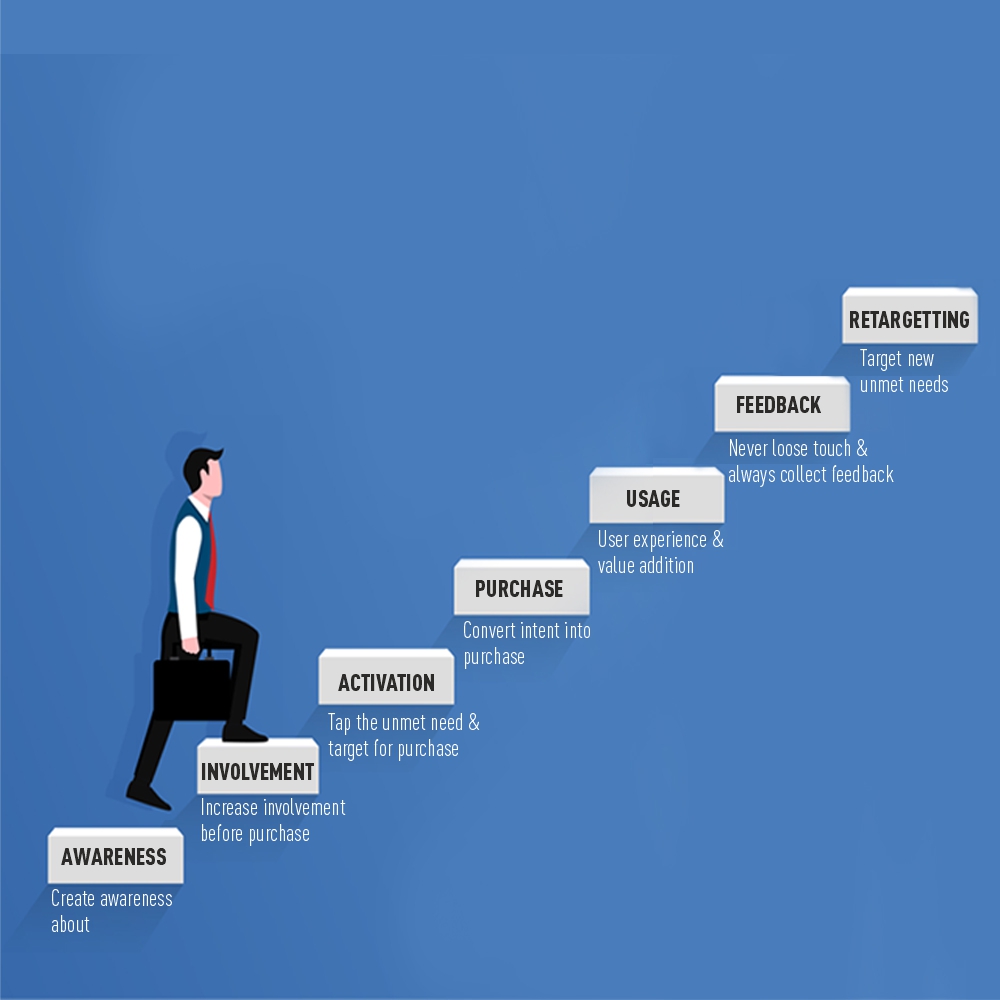 RETARGETTING
Target new
unmet needs
FEEDBACK
Never loose touch &
always collect feedback
USAGE
User experience &
value addition
PURCHASE
Convert intent into
purchase
ACTIVATION
Tap the unmet need &
target for purchase
INVOLVEMENT
Increase involvement
before purchase
AWARENESS
Create awareness
about